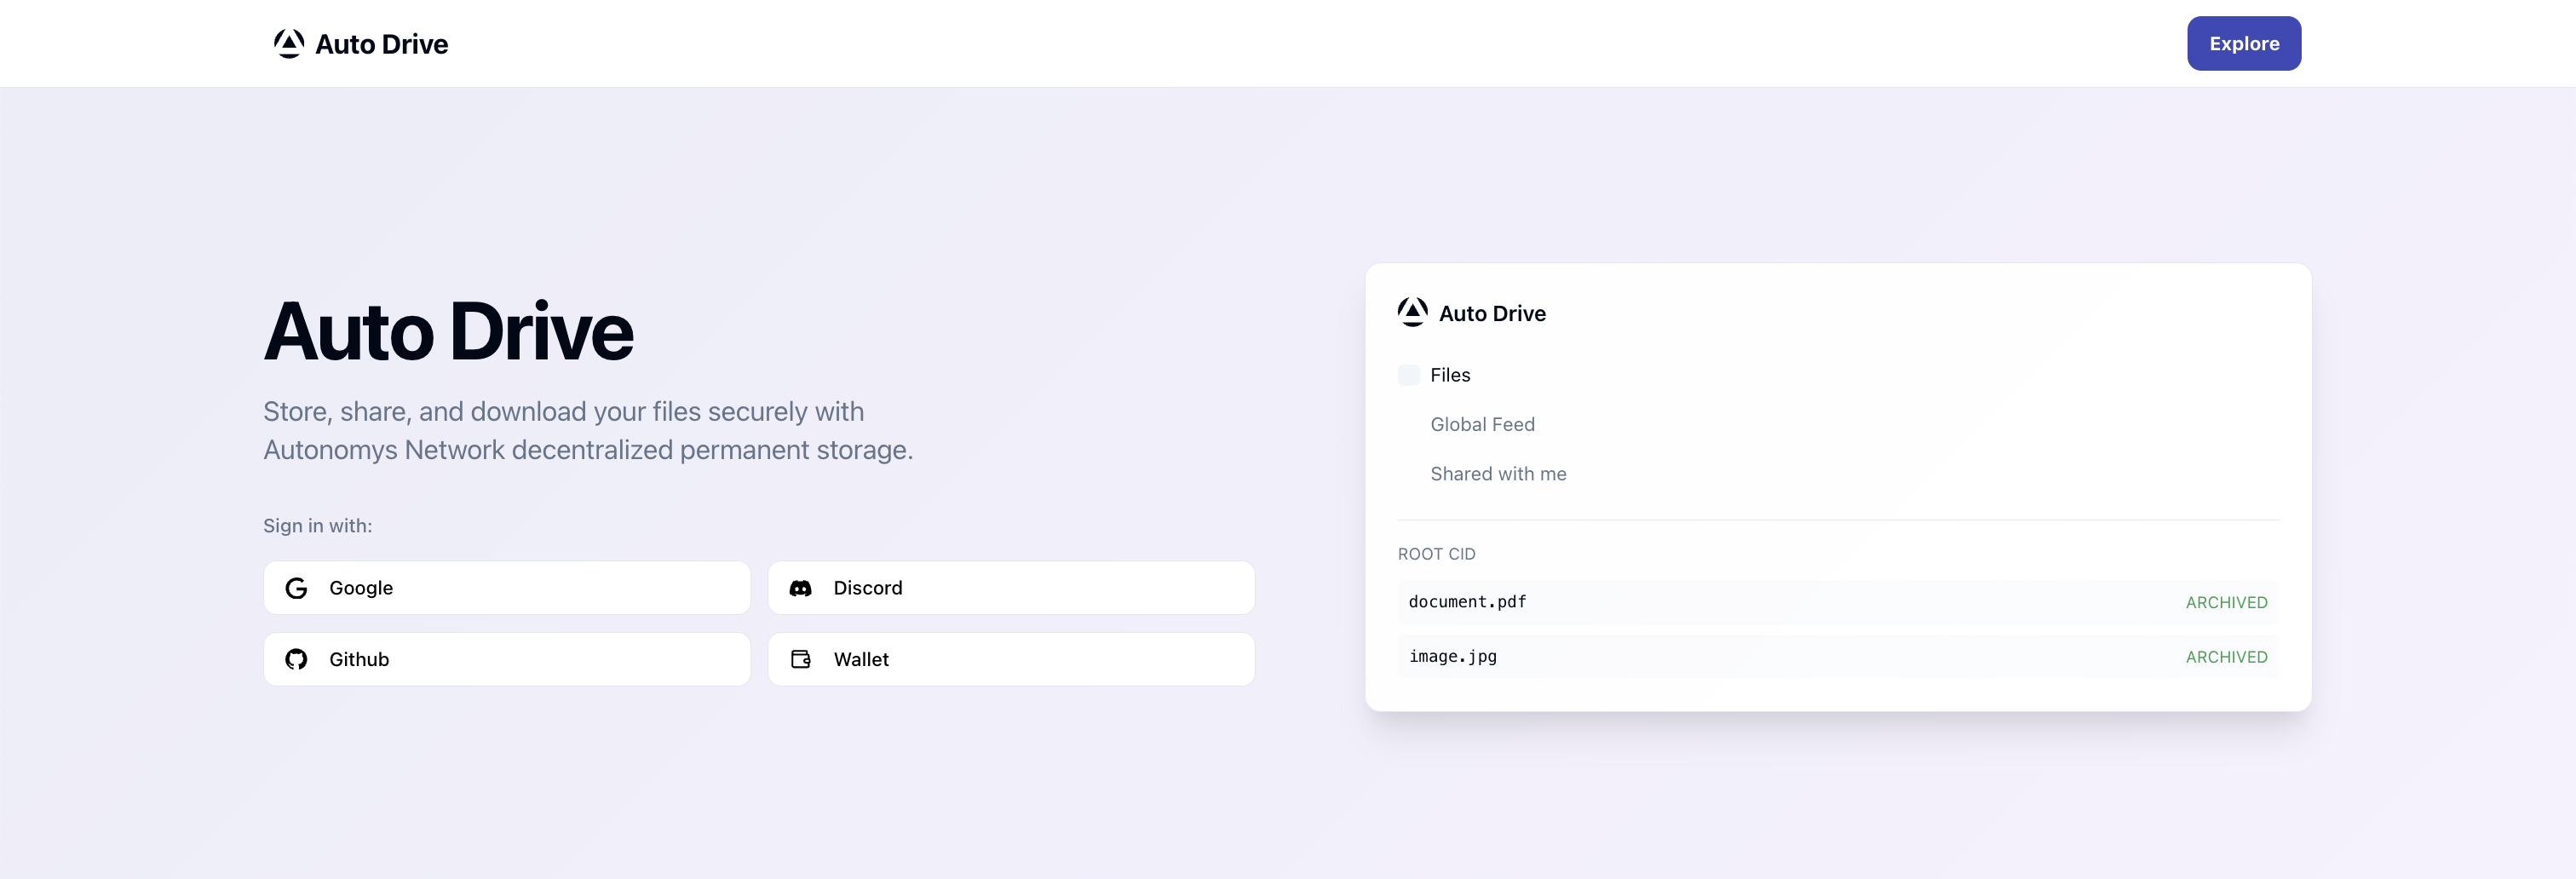 Auto Drive
Explore
Auto Drive
Store, share, and download your files securely with
Autonomys Network decentralized permanent storage.
Sign in with:
Google
Discord
Github
Wallet
Auto Drive
Files
Global Feed
Shared with me
ROOT CID
document.pdf ARCHIVED
image.jpg ARCHIVED